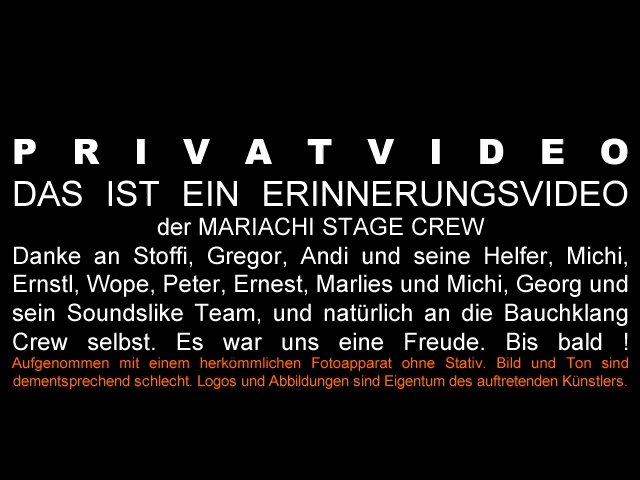 PRIVATVIDEO
DAS IST EIN ERINNERUNGSVIDEO
der MARIACHI STAGE CREW
Danke an Stoffi, Gregor, Andi und seine Helfer, Michi,
Ernstl, Wope, Peter, Ernest, Marlies und Michi, Georg und
sein Soundslike Team, und natürlich an die Bauchklang
Crew selbst. Es war uns eine Freude. Bis bald !
Aufgenommen mit einem herkömmlichen Fotoapparat ohne Stativ. Bild und Ton sind
dementsprechend schlecht. Logos und Abbildungen sind Eigentum des auftretenden Künstlers.